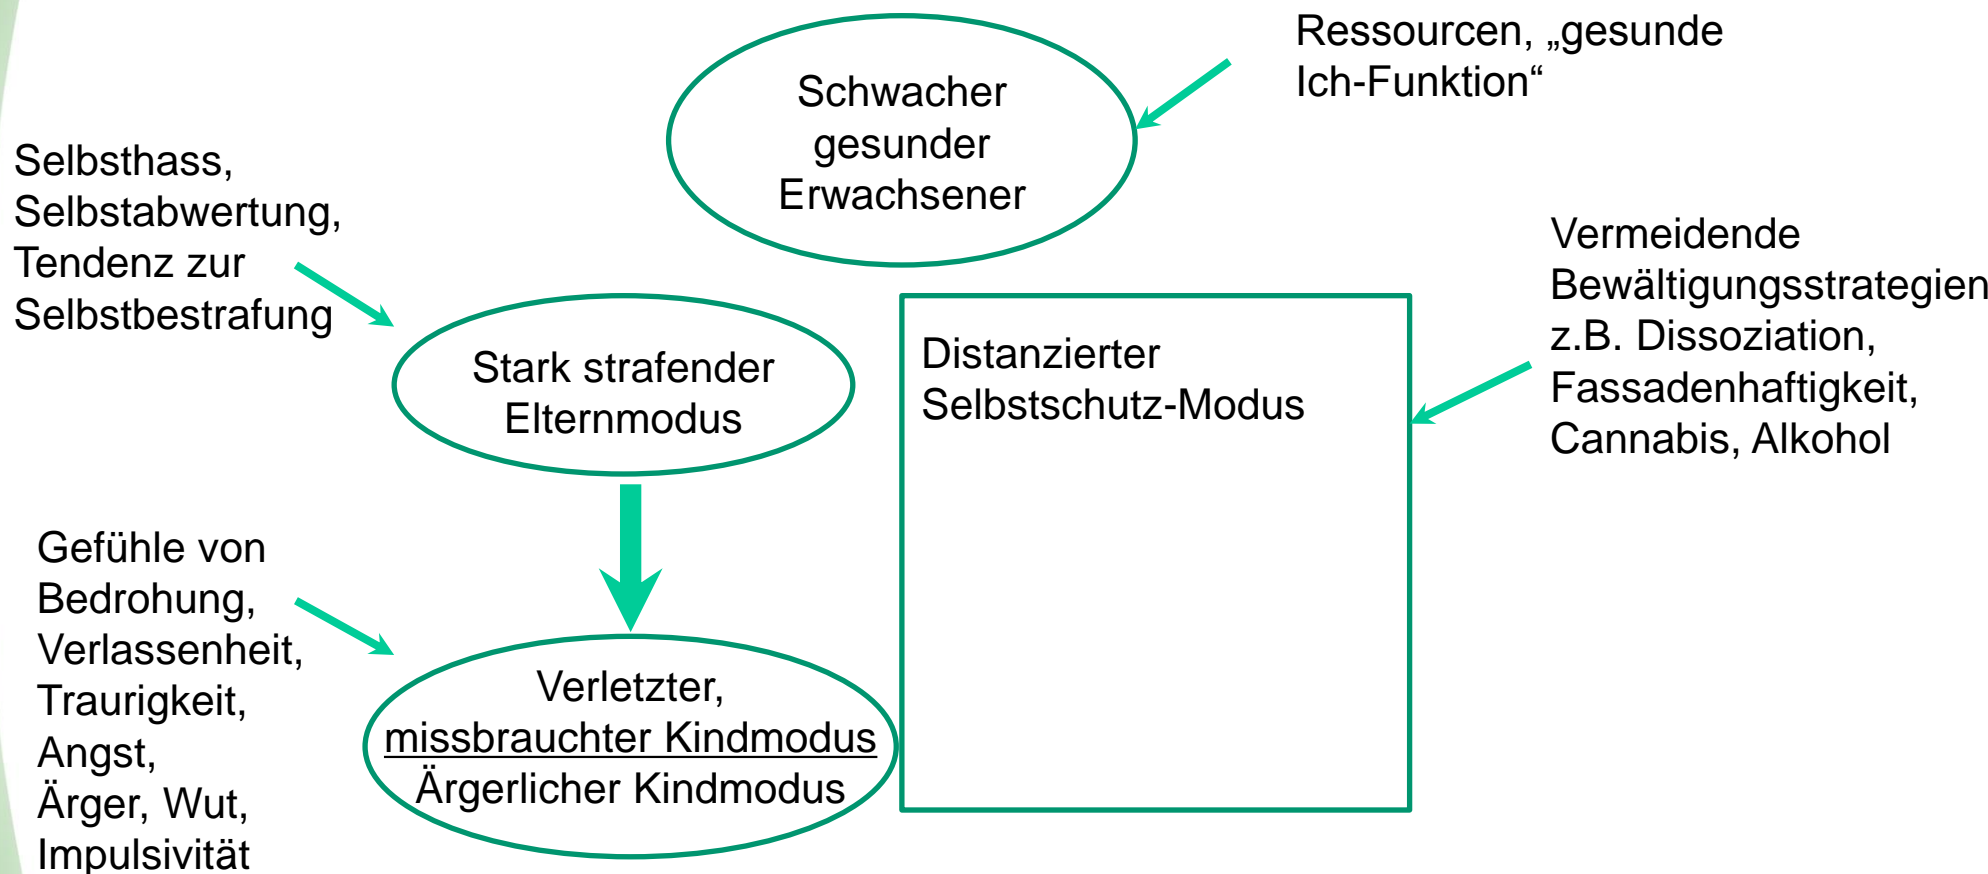 Ressourcen, „gesunde
Ich-Funktion“
Schwacher
gesunder
Erwachsener
Selbsthass,
Selbstabwertung,
Tendenz zur
Selbstbestrafung
Vermeidende
Bewältigungsstrategien
z.B. Dissoziation,
Fassadenhaftigkeit,
Cannabis, Alkohol
Stark strafender
Elternmodus
Distanzierter
Selbstschutz-Modus
Gefühle von
Bedrohung,
Verlassenheit,
Traurigkeit,
Angst,
Ärger, Wut,
Impulsivität
Verletzter,
missbrauchter Kindmodus
Ärgerlicher Kindmodus